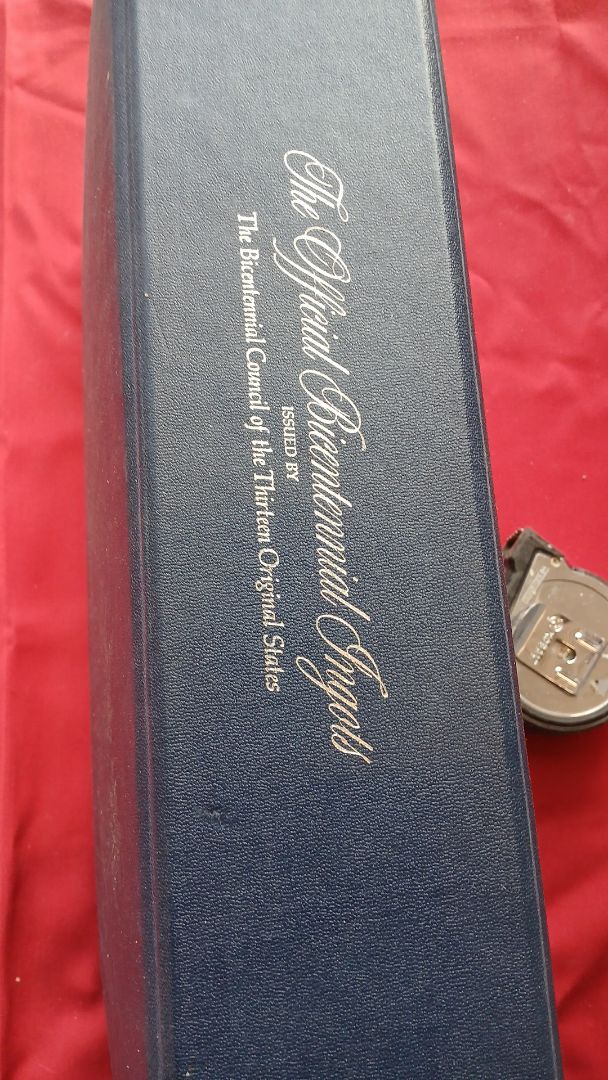 The Official Bicentennial Ingots
ISSUED BY
The Bicentennial Council of the Thirteen Original States